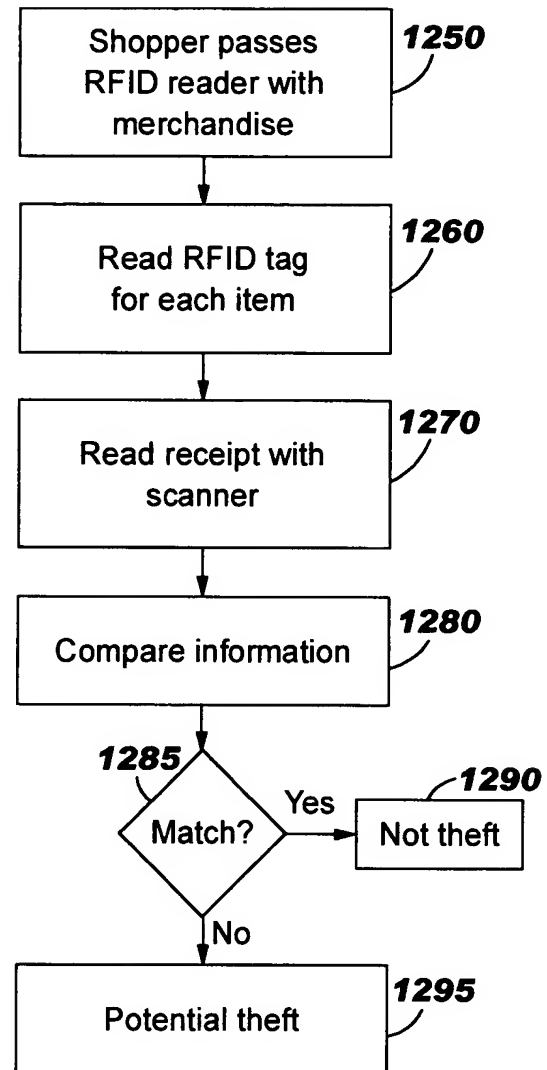 Shopper passes
RFID reader with
merchandise
1250
Read RFID tag
for each item
1260
Read receipt with
scanner
1270
Compare information
1280
1285
Match?
Yes
1290
Not theft
No
Potential theft
1295